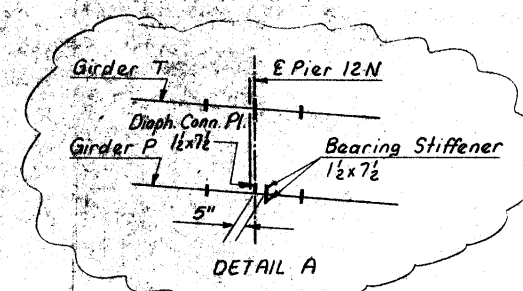 Girder T
℄ Pier 12N
Diaph. Conn. Pl.
1½x7½
Girder P
Bearing Stiffener
1½x7½
5"
DETAIL A